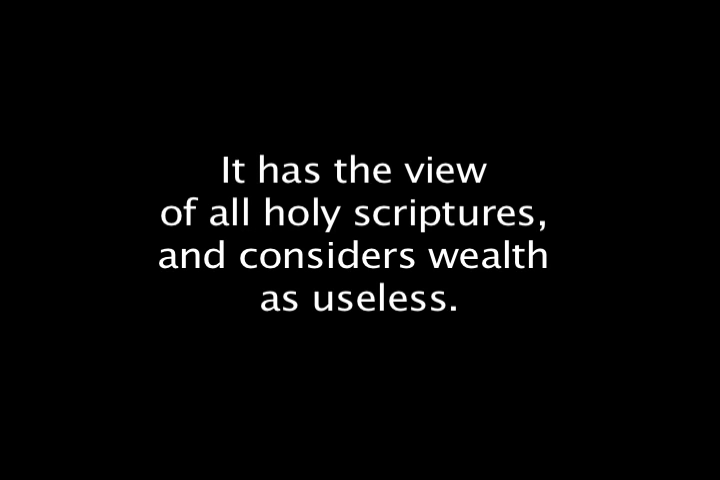 It has the view
of all holy scriptures,
and considers wealth
as useless.